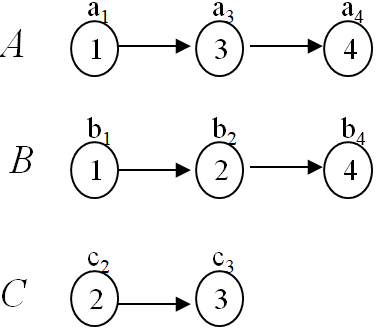 a₁ a₃ a₄
A 1 3 4
b₁ b₂ b₄
B 1 2 4
c₂ c₃
C 2 3